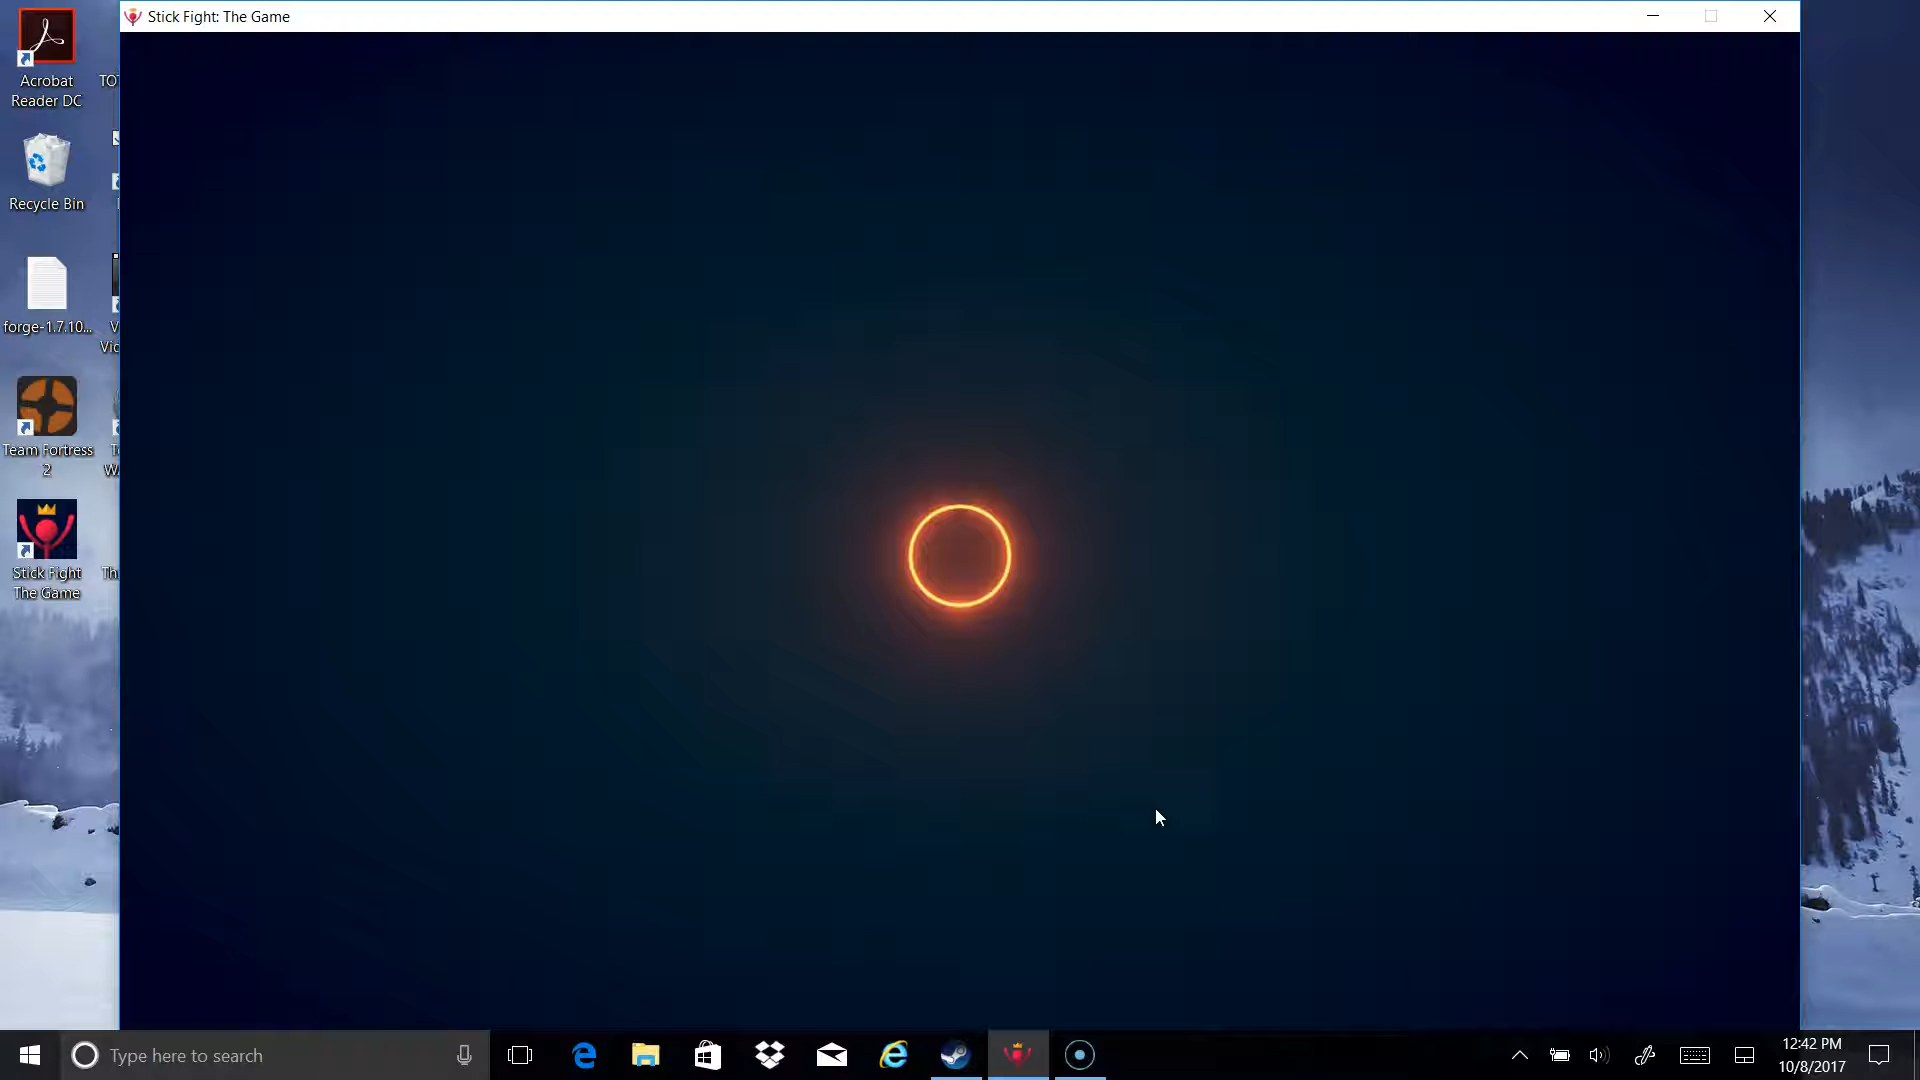 Stick Fight: The Game
Acrobat
Reader DC
Recycle Bin
forge-1.7.10...
Team Fortress
2
Stick Fight
The Game
Type here to search
12:42 PM
10/8/2017